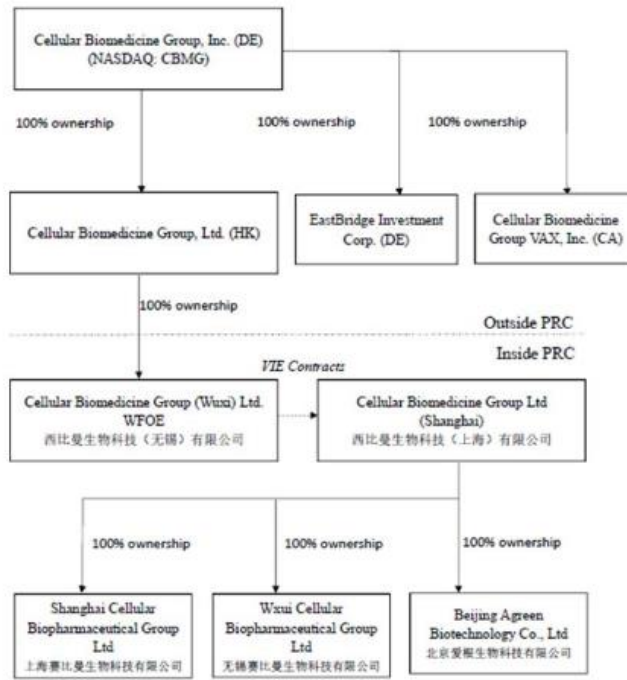 Cellular Biomedicine Group, Inc. (DE)
(NASDAQ: CBMG)
100% ownership
100% ownership
100% ownership
Cellular Biomedicine Group, Ltd. (HK)
EastBridge Investment
Corp. (DE)
Cellular Biomedicine
Group VAX, Inc. (CA)
100% ownership
Outside PRC
Inside PRC
VIE Contracts
Cellular Biomedicine Group (Wuxi) Ltd.
WFOE
西比曼生物科技（无锡）有限公司
Cellular Biomedicine Group Ltd
(Shanghai)
西比曼生物科技（上海）有限公司
100% ownership
100% ownership
100% ownership
Shanghai Cellular
Biopharmaceutical Group
Ltd
上海赛比曼生物科技有限公司
Wxui Cellular
Biopharmaceutical Group
Ltd
无锡赛比曼生物科技有限公司
Beijing Agreen
Biotechnology Co., Ltd
北京爱根生物科技有限公司